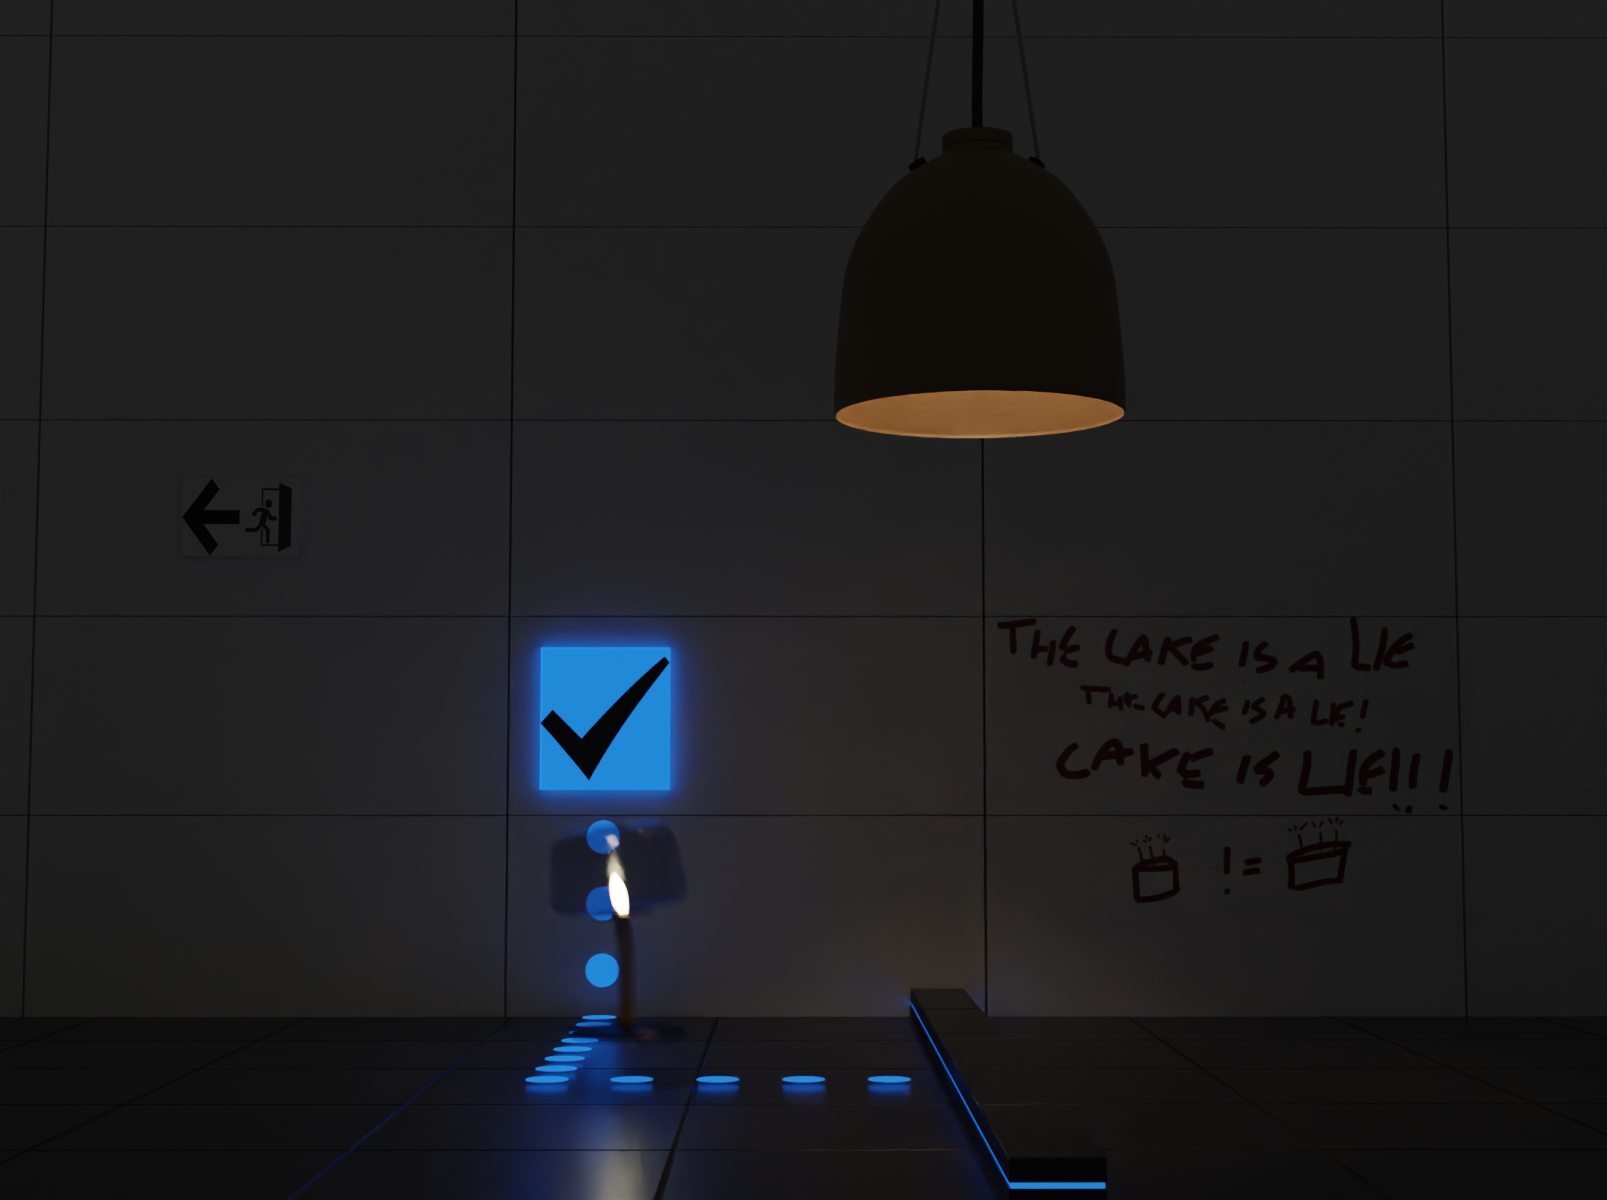 THE CAKE IS A LIE
THE CAKE IS A LIE!
CAKE IS LIE!!!
!=